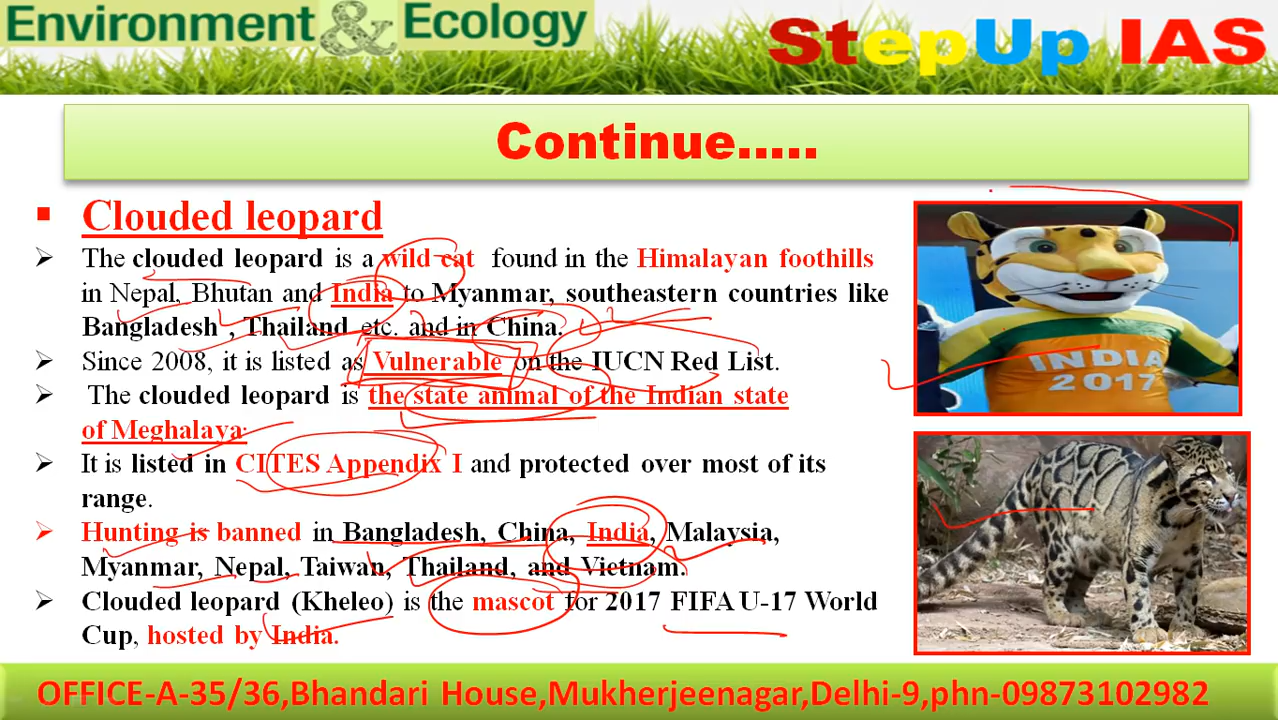 Environment & Ecology
StepUp IAS
Continue.....
Clouded leopard
The clouded leopard is a wild cat found in the Himalayan foothills
in Nepal, Bhutan and India to Myanmar, southeastern countries like
Bangladesh , Thailand etc. and in China.
Since 2008, it is listed as Vulnerable on the IUCN Red List.
The clouded leopard is the state animal of the Indian state
of Meghalaya.
It is listed in CITES Appendix I and protected over most of its
range.
Hunting is banned in Bangladesh, China, India, Malaysia,
Myanmar, Nepal, Taiwan, Thailand, and Vietnam.
Clouded leopard (Kheleo) is the mascot for 2017 FIFA U-17 World
Cup, hosted by India.
INDIA
2017
OFFICE-A-35/36,Bhandari House,Mukherjeenagar,Delhi-9,phn-09873102982